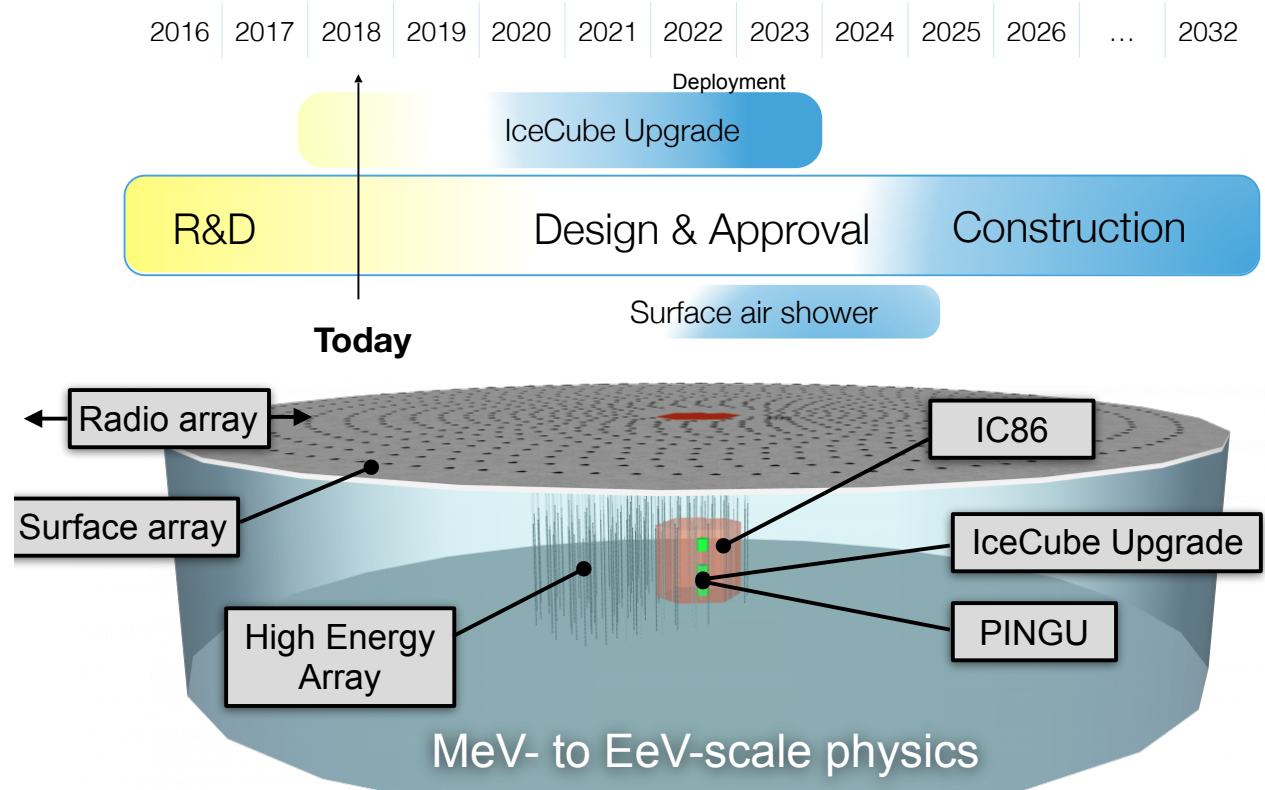 2016 2017 2018 2019 2020 2021 2022 2023 2024 2025 2026 ... 2032
Deployment
IceCube Upgrade
R&D Design & Approval Construction
Surface air shower
Today
Radio array
IC86
Surface array
IceCube Upgrade
High Energy
Array
PINGU
MeV- to EeV-scale physics